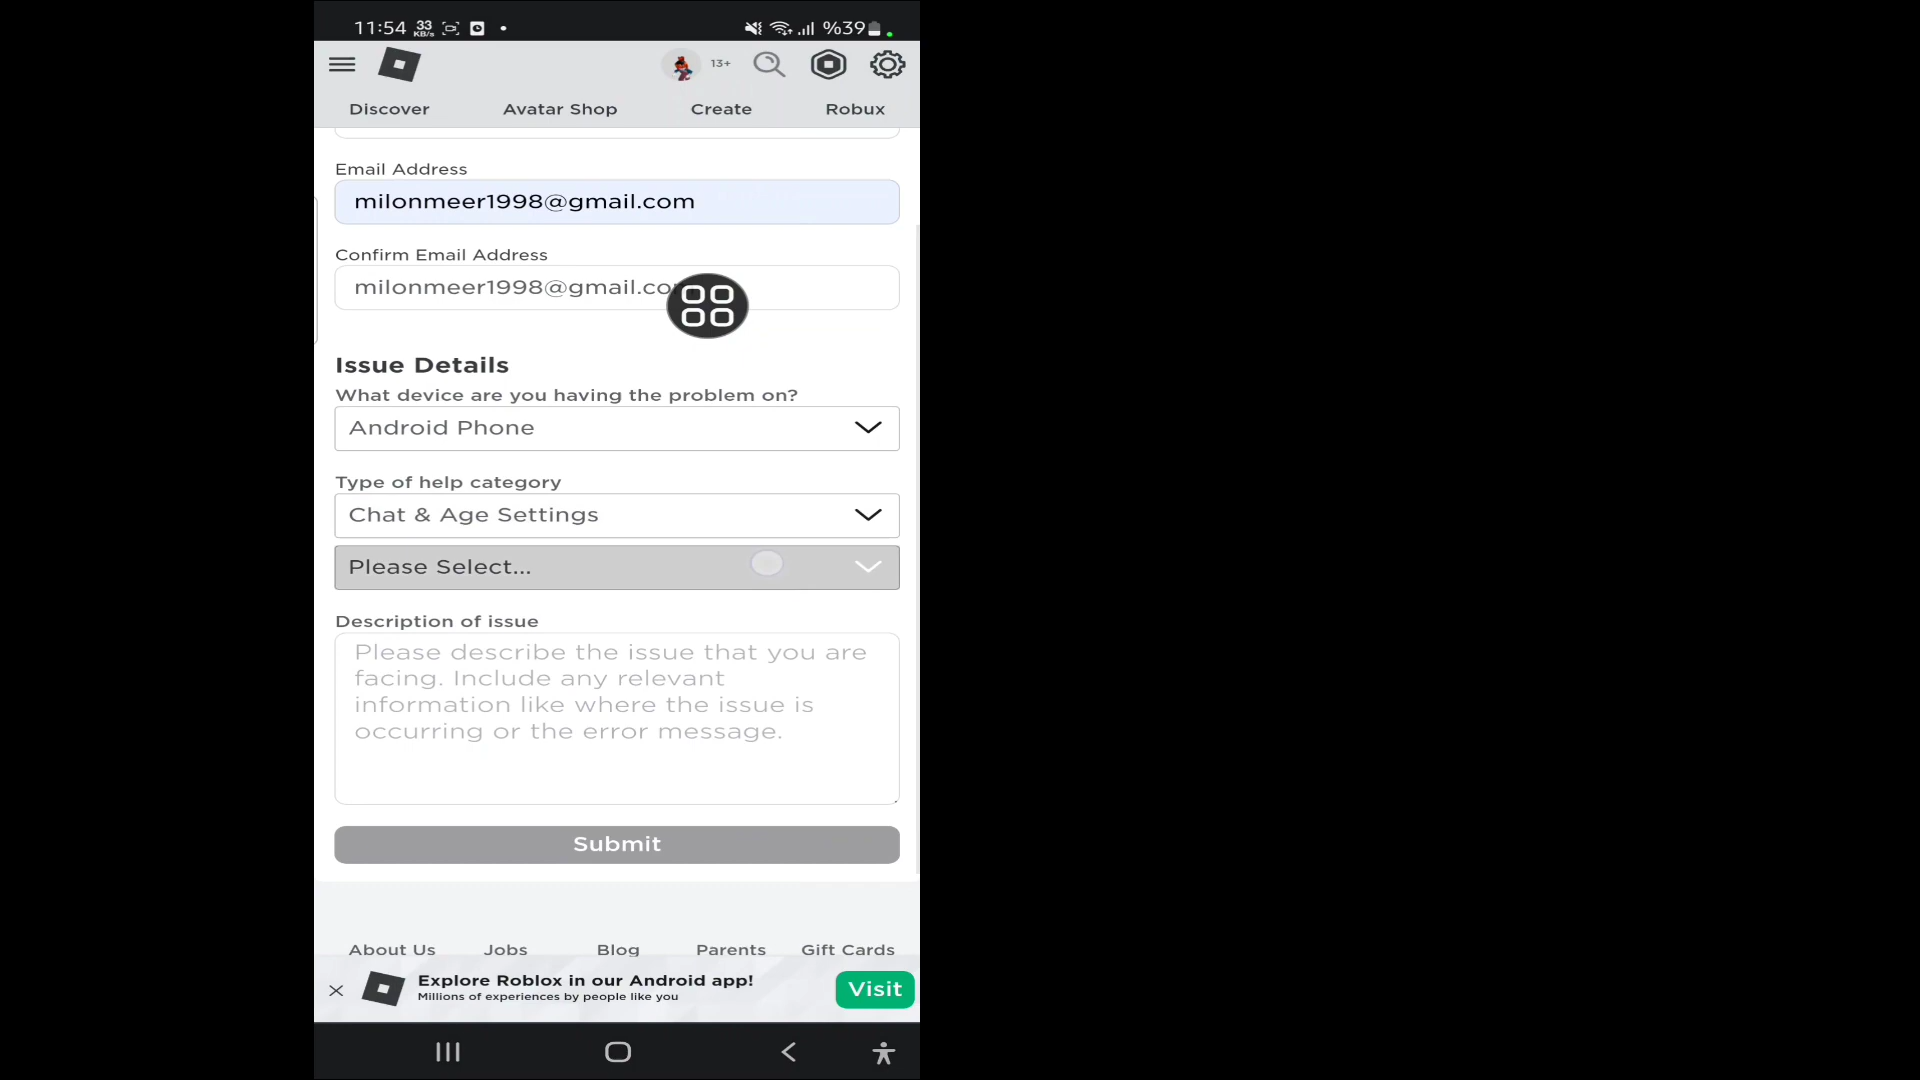 11:54 33 KB/s %39
13+
Discover Avatar Shop Create Robux
Email Address
milonmeer1998@gmail.com
Confirm Email Address
milonmeer1998@gmail.co
Issue Details
What device are you having the problem on?
Android Phone
Type of help category
Chat & Age Settings
Please Select...
Description of issue
Please describe the issue that you are
facing. Include any relevant
information like where the issue is
occurring or the error message.
Submit
About Us Jobs Blog Parents Gift Cards
Explore Roblox in our Android app!
Millions of experiences by people like you
Visit